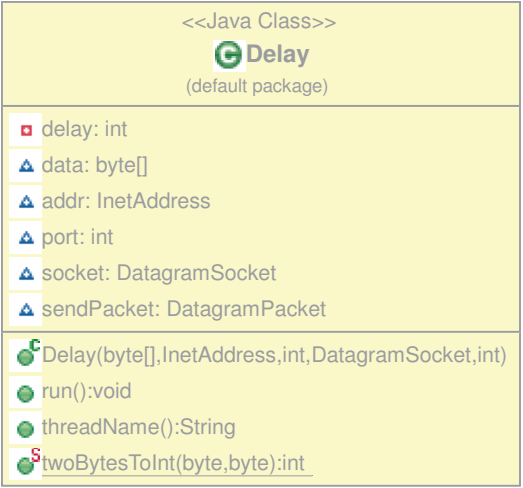 <<Java Class>>
C Delay
(default package)
delay: int
data: byte[]
addr: InetAddress
port: int
socket: DatagramSocket
sendPacket: DatagramPacket
C Delay(byte[],InetAddress,int,DatagramSocket,int)
run():void
threadName():String
S twoBytesToInt(byte,byte):int